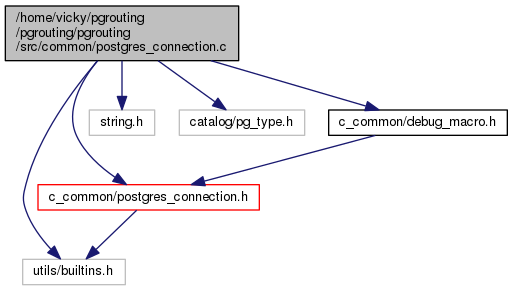 /home/vicky/pgrouting
/pgrouting/pgrouting
/src/common/postgres_connection.c
string.h
catalog/pg_type.h
c_common/debug_macro.h
c_common/postgres_connection.h
utils/builtins.h